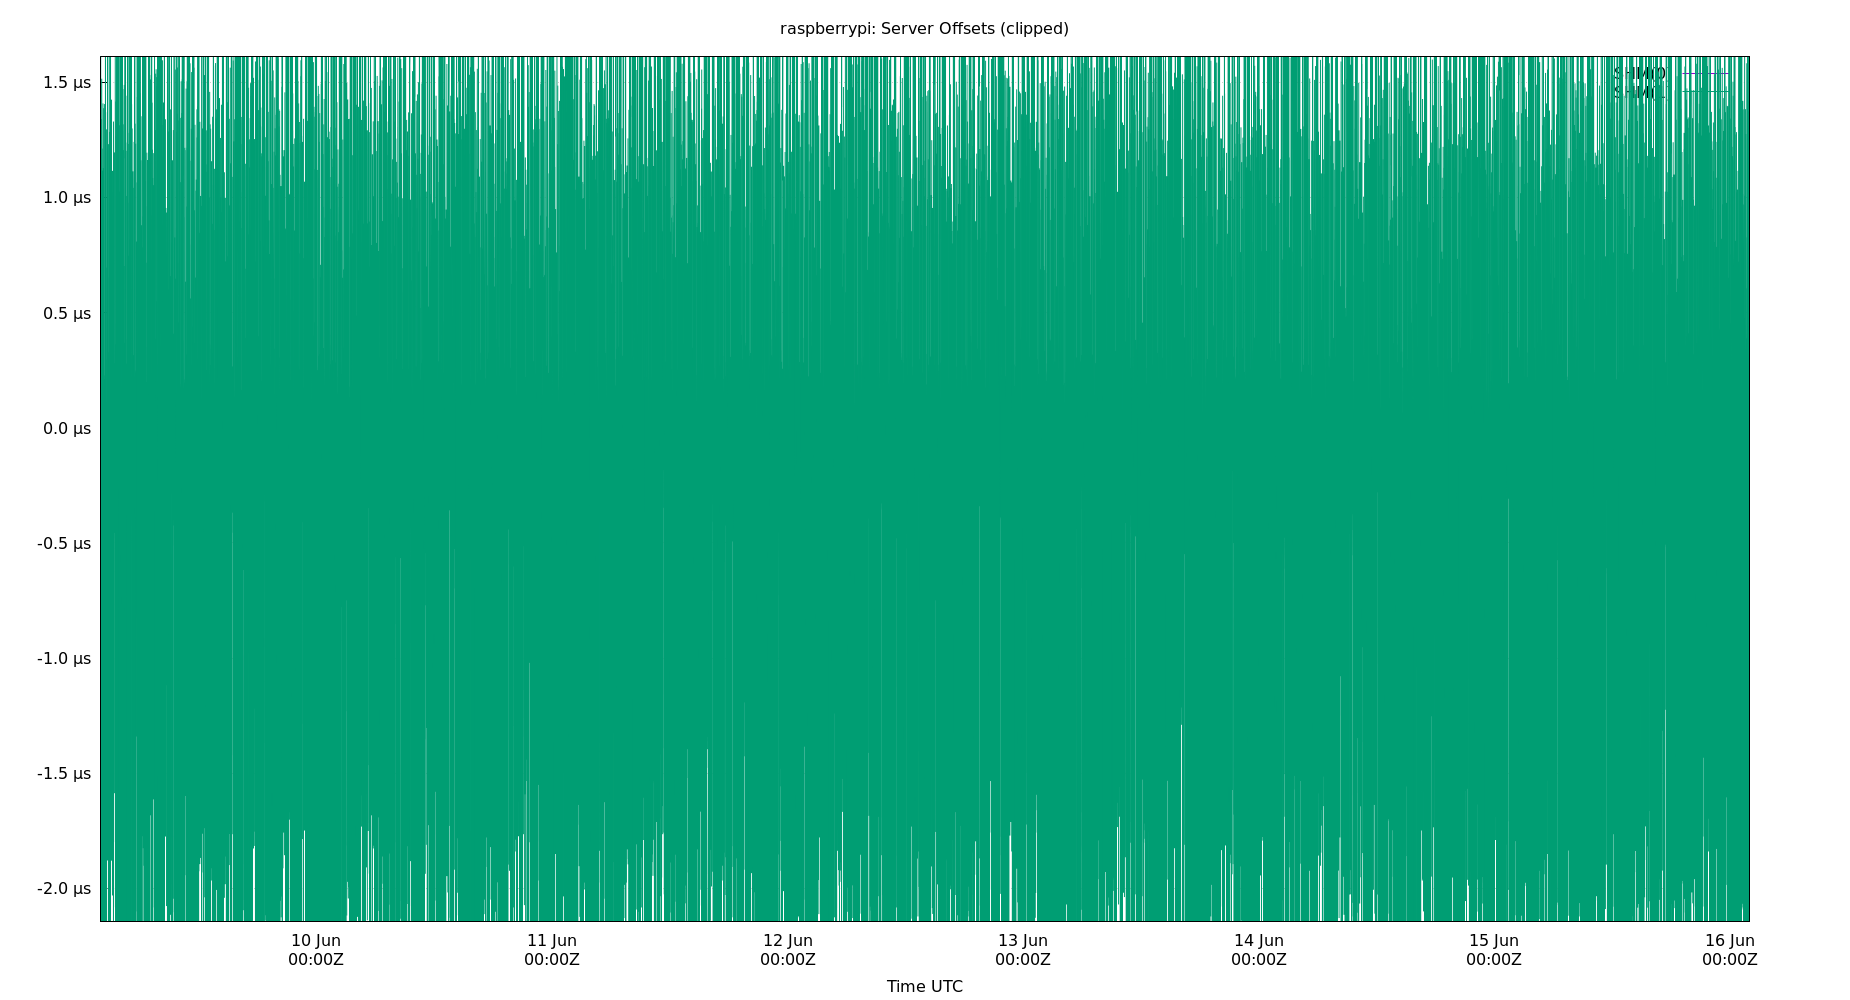 raspberrypi: Server Offsets (clipped)
1.5 µs
1.0 µs
0.5 µs
0.0 µs
-0.5 µs
-1.0 µs
-1.5 µs
-2.0 µs
SHM(0)
10 Jun 11 Jun 12 Jun 13 Jun 14 Jun 15 Jun 16 Jun
00:00Z 00:00Z 00:00Z 00:00Z 00:00Z 00:00Z 00:00Z
Time UTC